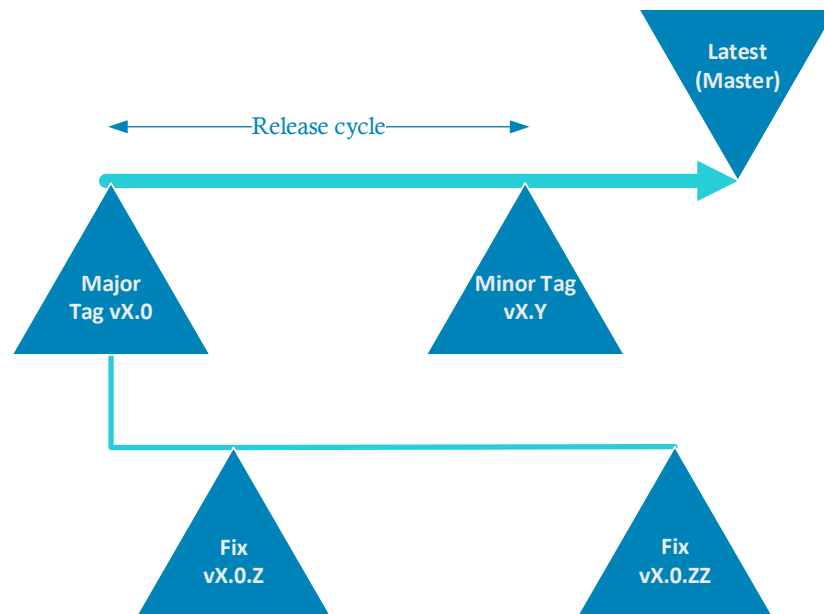 Latest
(Master)
Release cycle
Major
Tag vX.0
Minor Tag
vX.Y
Fix
vX.0.Z
Fix
vX.0.ZZ